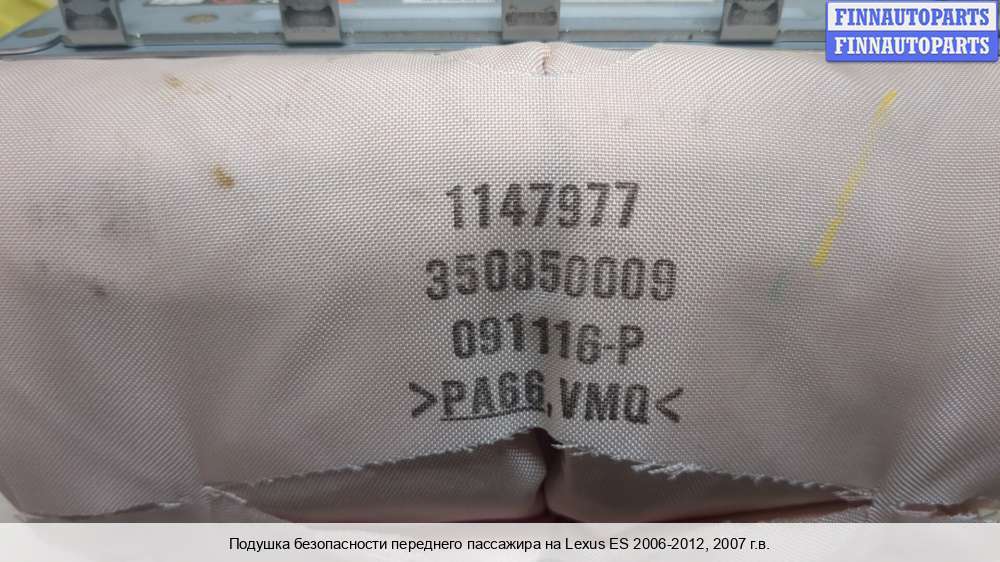 FINNAUTOPARTS
FINNAUTOPARTS
1147977
350850009
091116-P
>PA66,VMQ<
Подушка безопасности переднего пассажира на Lexus ES 2006-2012, 2007 г.в.